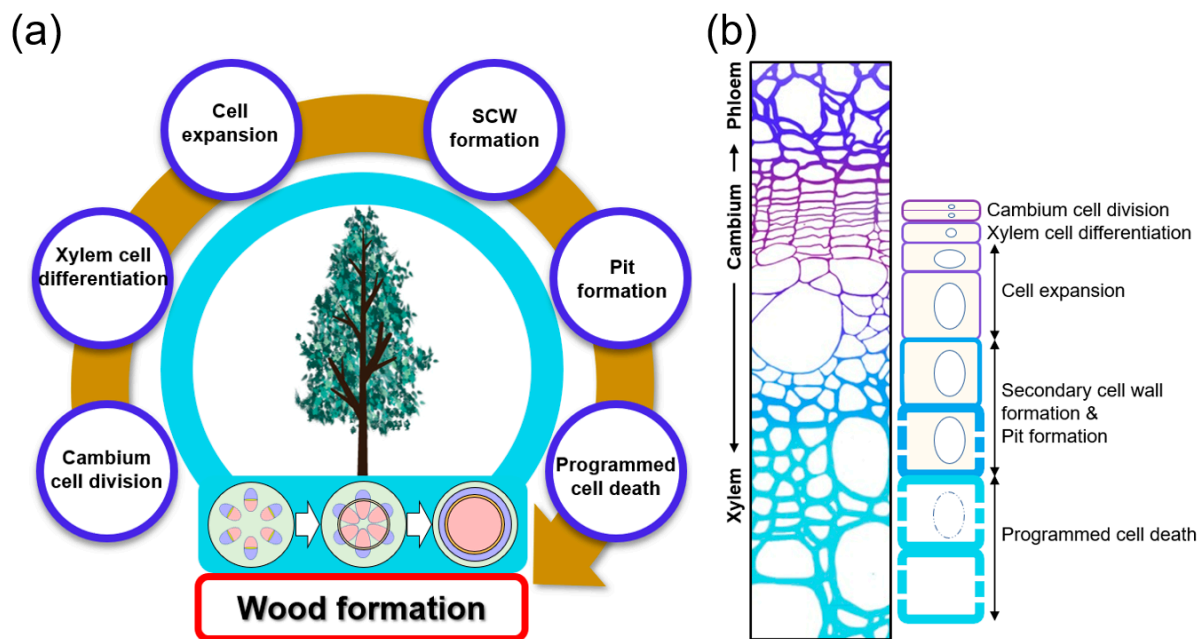 (a)
Cell
expansion
SCW
formation
Xylem cell
differentiation
Pit
formation
Cambium
cell division
Programmed
cell death
Wood formation
(b)
Phloem
Cambium
Xylem
Cambium cell division
Xylem cell differentiation
Cell expansion
Secondary cell wall
formation &
Pit formation
Programmed cell death